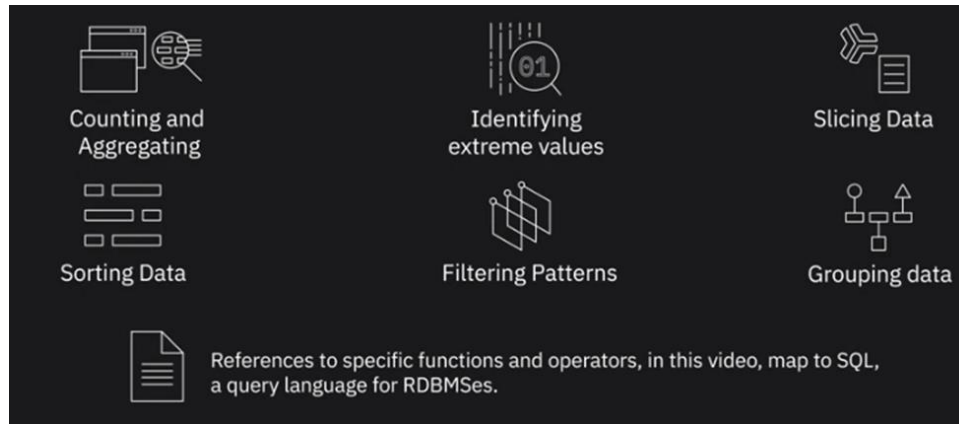 Counting and
Aggregating
Identifying
extreme values
Slicing Data
Sorting Data
Filtering Patterns
Grouping data
References to specific functions and operators, in this video, map to SQL,
a query language for RDBMSes.
01